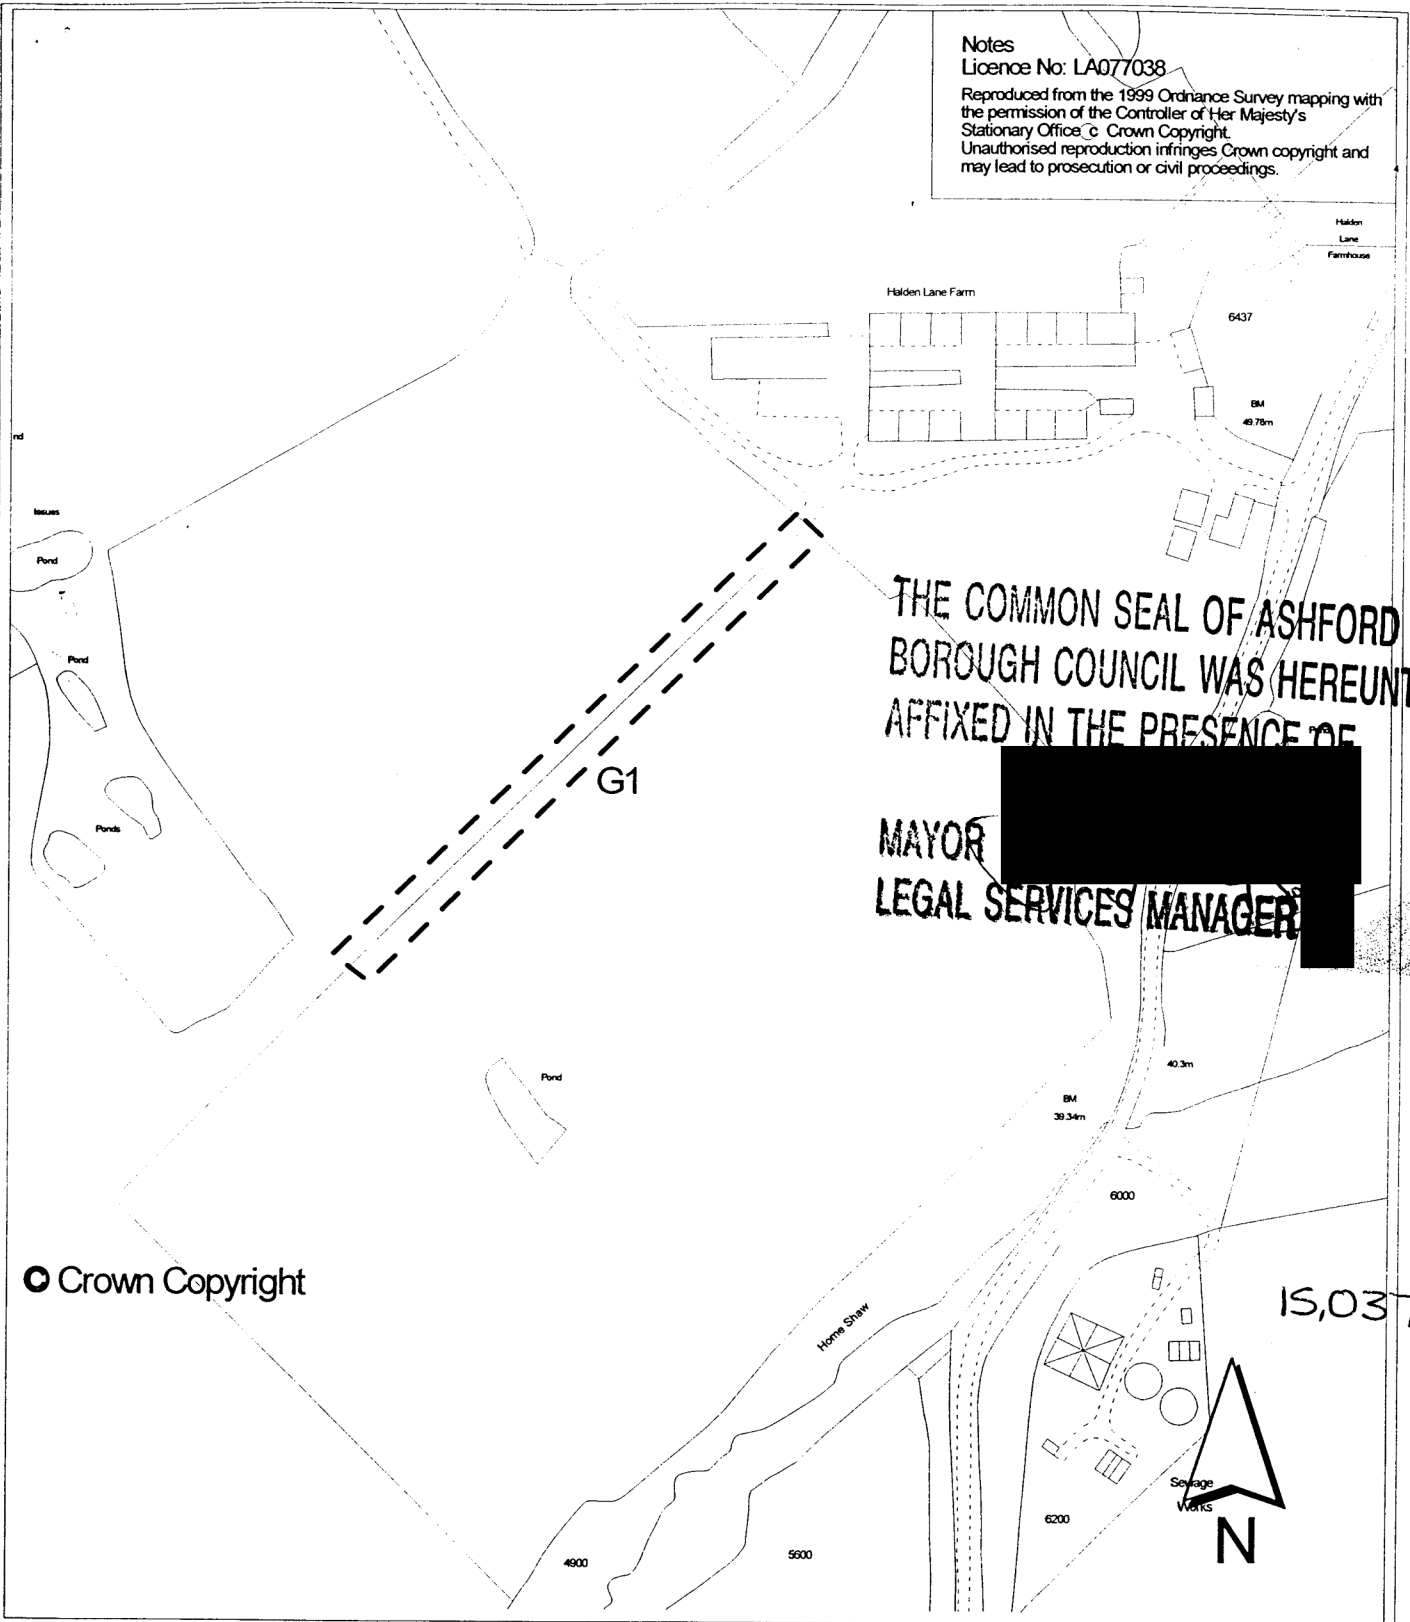 Notes
Licence No: LA077038
Reproduced from the 1999 Ordnance Survey mapping with
the permission of the Controller of Her Majesty's
Stationary Office c Crown Copyright.
Unauthorised reproduction infringes Crown copyright and
may lead to prosecution or civil proceedings.
Halden
Lane
Farmhouse
Halden Lane Farm
6437
BM
49.78m
nd
Issues
Pond
Pond
THE COMMON SEAL OF ASHFORD
BOROUGH COUNCIL WAS HEREUNT
AFFIXED IN THE PRESENCE OF
G1
Ponds
MAYOR
LEGAL SERVICES MANAGER
Pond
40.3m
BM
39.34m
6000
© Crown Copyright
15,03
Home Shaw
Sewage
Works
6200
N
4900
5600